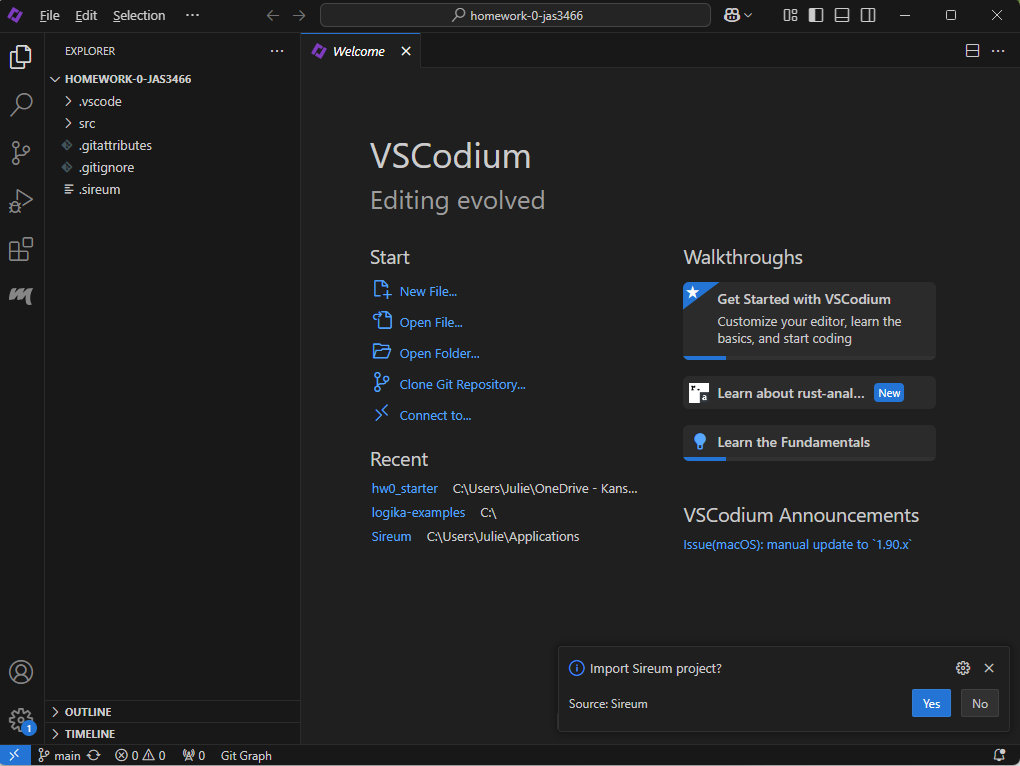 File Edit Selection ···
homework-0-jas3466
EXPLORER ···
HOMEWORK-0-JAS3466
.vscode
src
.gitattributes
.gitignore
.sireum
OUTLINE
TIMELINE
Welcome
VSCodium
Editing evolved
Start
New File...
Open File...
Open Folder...
Clone Git Repository...
Connect to...
Recent
hw0_starter C:\Users\Julie\OneDrive - Kans...
logika-examples C:\
Sireum C:\Users\Julie\Applications
Walkthroughs
Get Started with VSCodium
Customize your editor, learn the
basics, and start coding
r.
a
Learn about rust-anal... New
Learn the Fundamentals
VSCodium Announcements
Issue(macOS): manual update to `1.90.x`
Import Sireum project?
Source: Sireum Yes No
1
main 0 0 0 Git Graph